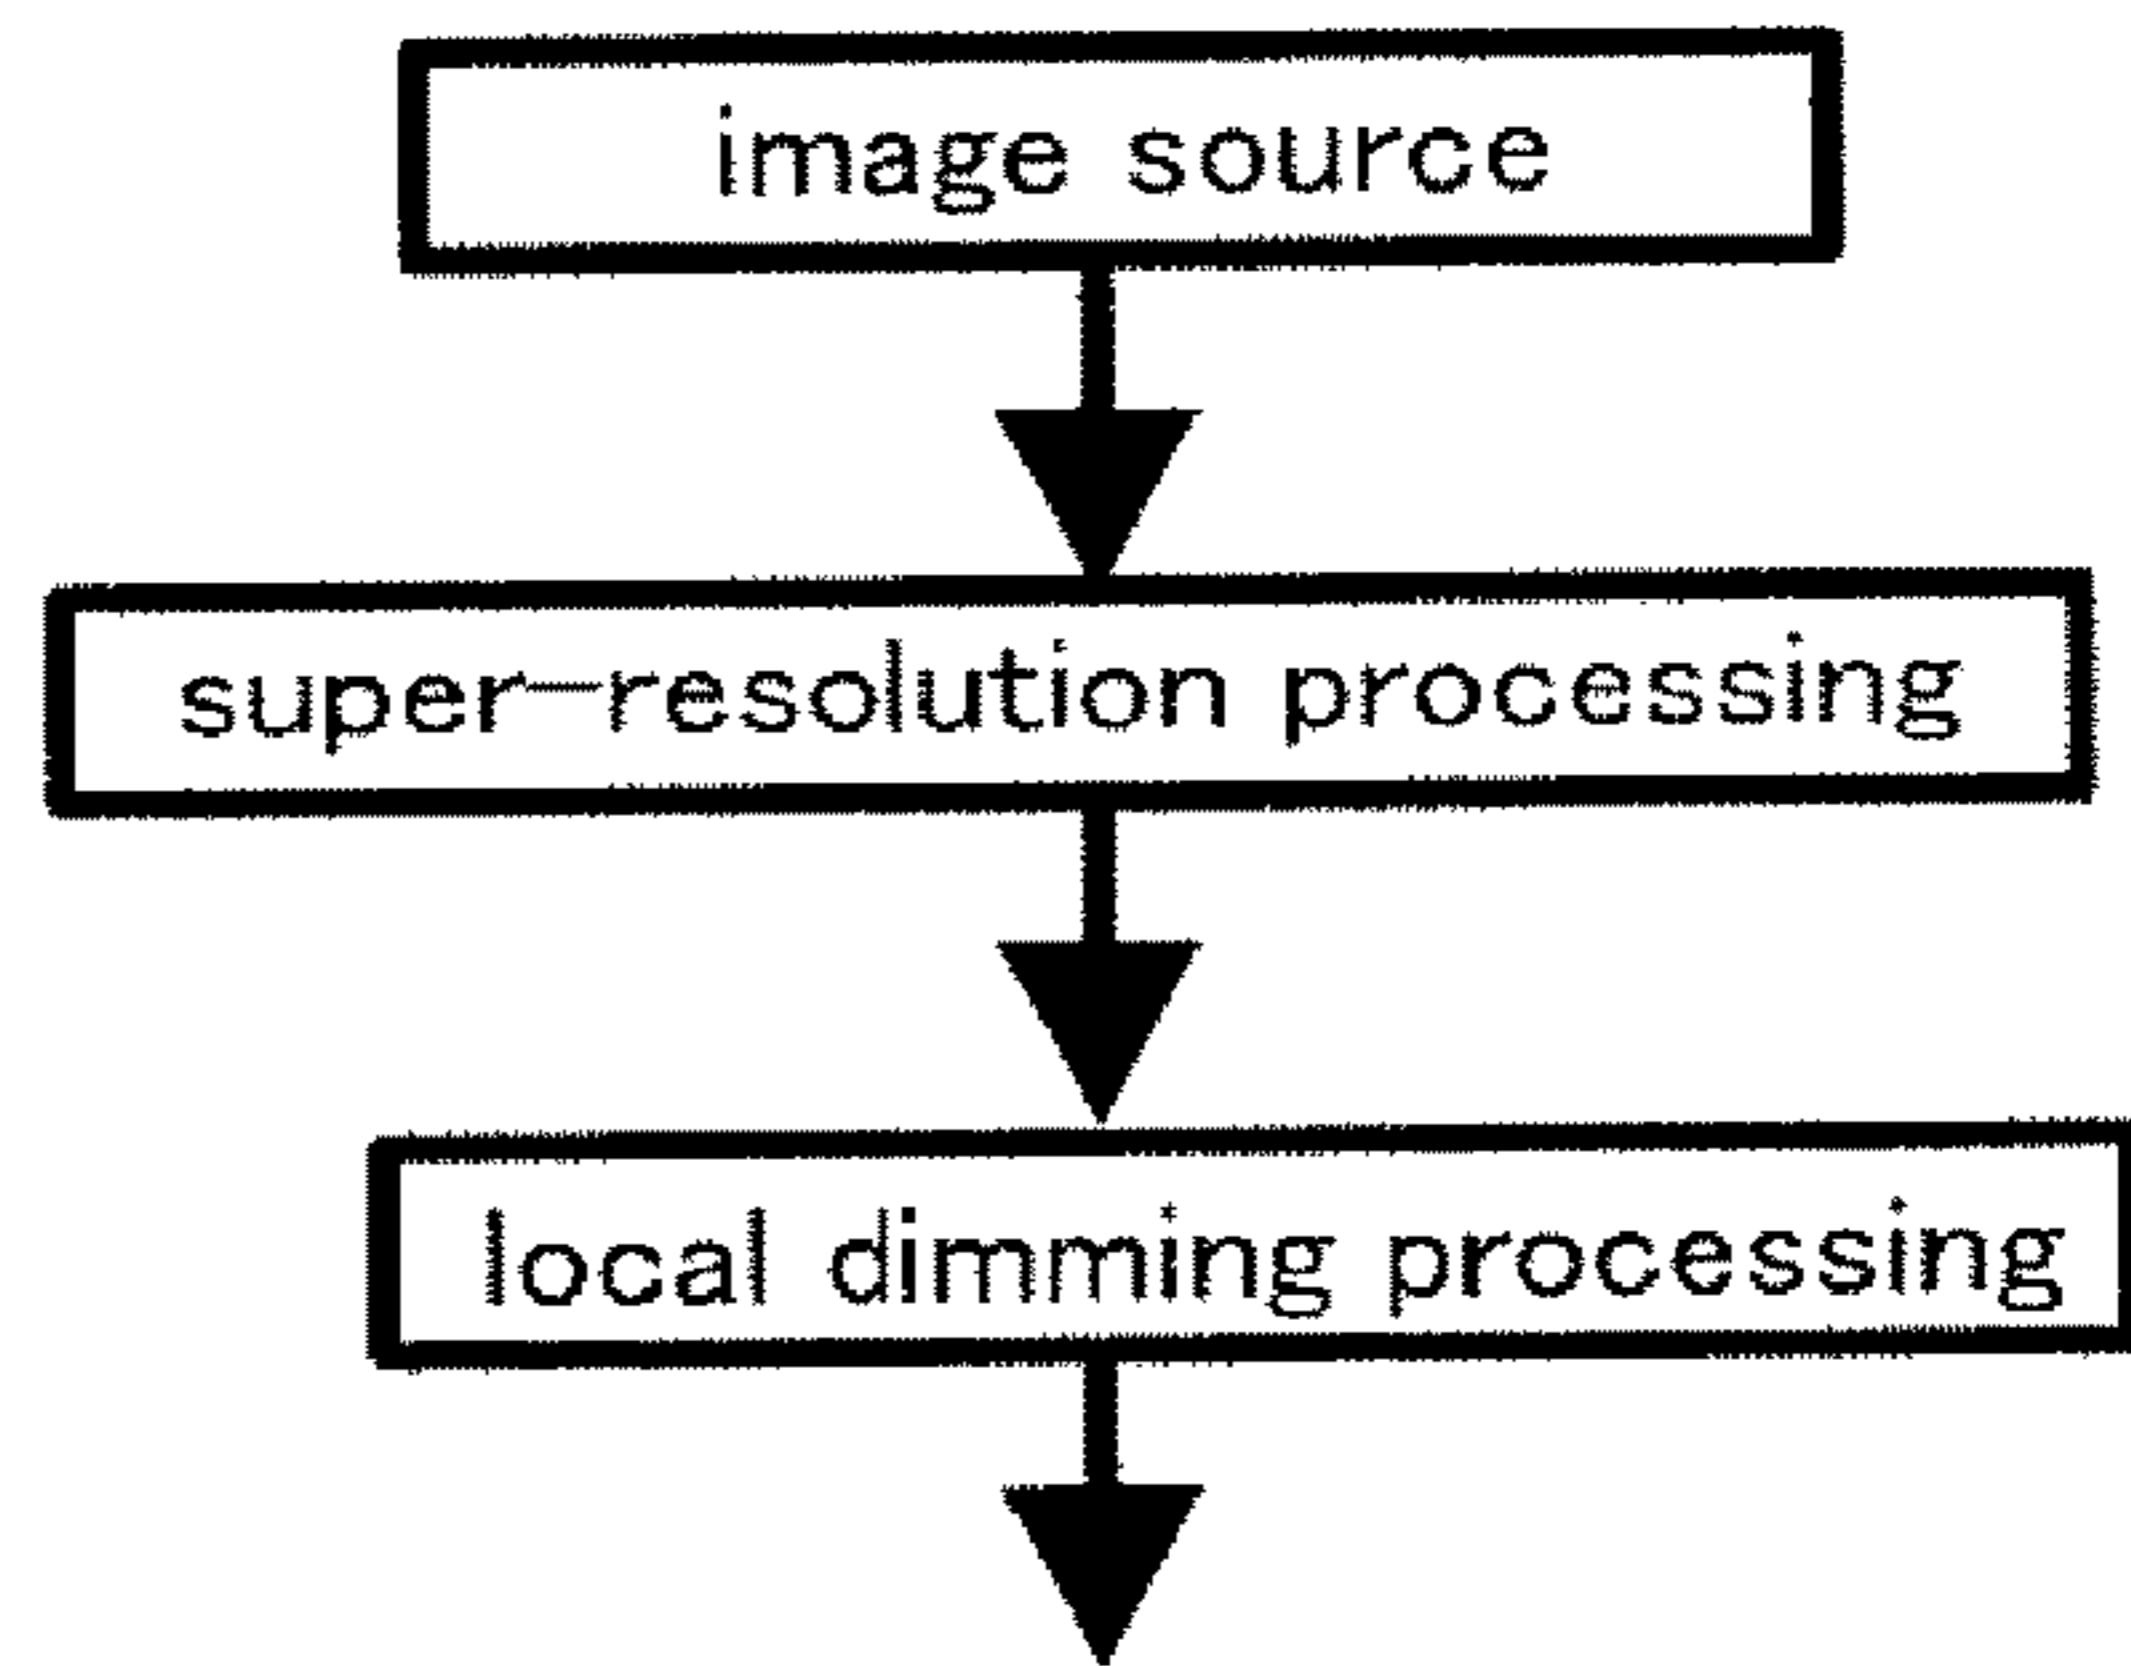 image source
super-resolution processing
local dimming processing